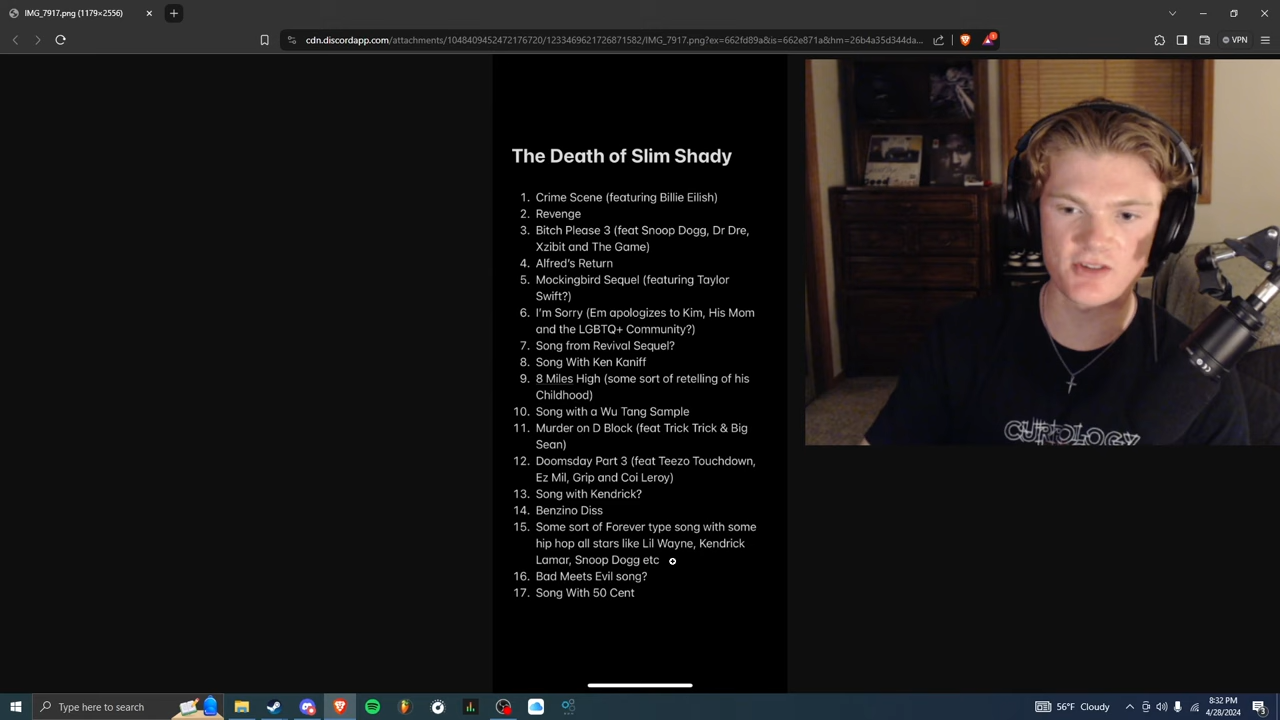 IMG_7917.png (1179×2556)
cdn.discordapp.com/attachments/1048409452472176720/1233469621726871582/IMG_7917.png?ex=662fd89a&is=662e871a&hm=26b4a35d344da...
1
VPN
The Death of Slim Shady
1. Crime Scene (featuring Billie Eilish)
2. Revenge
3. Bitch Please 3 (feat Snoop Dogg, Dr Dre,
Xzibit and The Game)
4. Alfred's Return
5. Mockingbird Sequel (featuring Taylor
Swift?)
6. I'm Sorry (Em apologizes to Kim, His Mom
and the LGBTQ+ Community?)
7. Song from Revival Sequel?
8. Song With Ken Kaniff
9. 8 Miles High (some sort of retelling of his
Childhood)
10. Song with a Wu Tang Sample
11. Murder on D Block (feat Trick Trick & Big
Sean)
12. Doomsday Part 3 (feat Teezo Touchdown,
Ez Mil, Grip and Coi Leroy)
13. Song with Kendrick?
14. Benzino Diss
15. Some sort of Forever type song with some
hip hop all stars like Lil Wayne, Kendrick
Lamar, Snoop Dogg etc
16. Bad Meets Evil song?
17. Song With 50 Cent
CURIOLOGY
Type here to search
56°F Cloudy
8:32 PM
4/28/2024